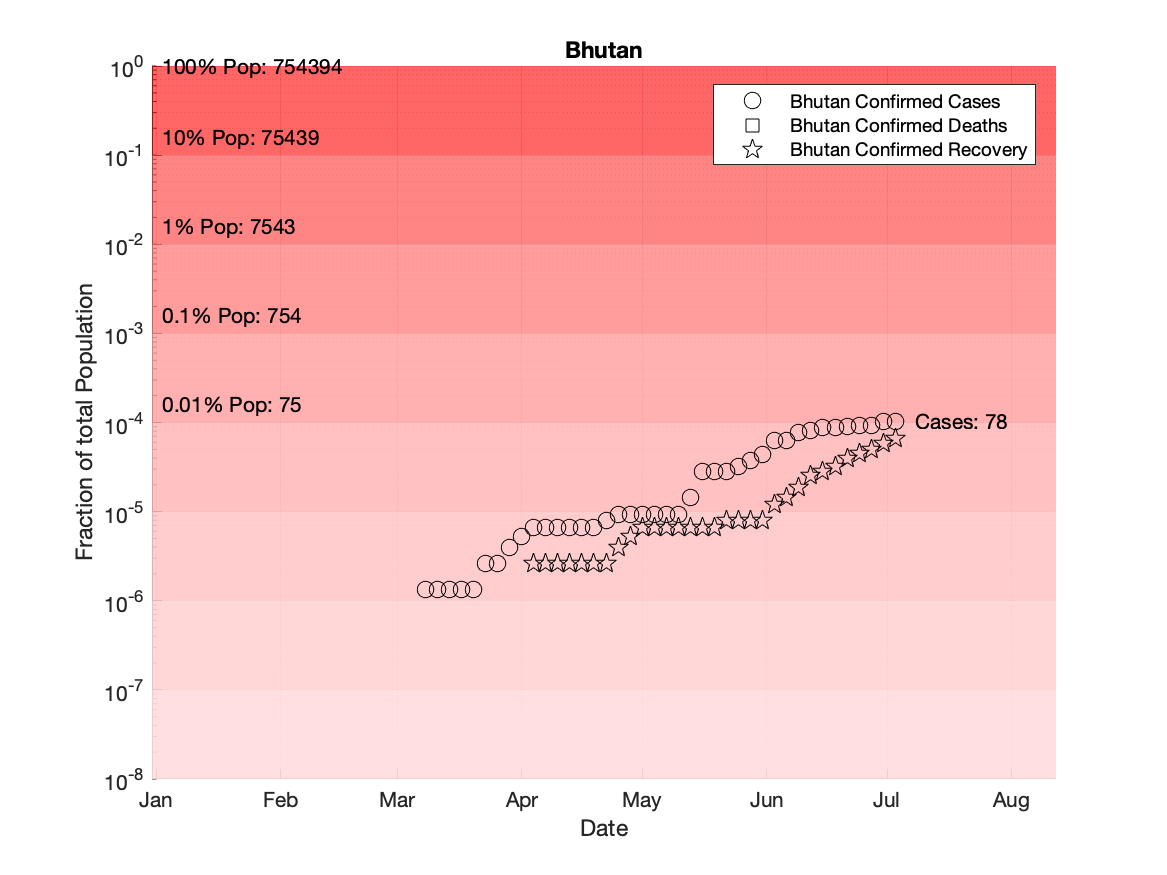 Bhutan
10⁰
100% Pop: 754394
Bhutan Confirmed Cases
Bhutan Confirmed Deaths
Bhutan Confirmed Recovery
10% Pop: 75439
10⁻¹
1% Pop: 7543
10⁻²
0.1% Pop: 754
10⁻³
0.01% Pop: 75
10⁻⁴
Cases: 78
10⁻⁵
10⁻⁶
10⁻⁷
10⁻⁸
Fraction of total Population
Jan Feb Mar Apr May Jun Jul Aug
Date